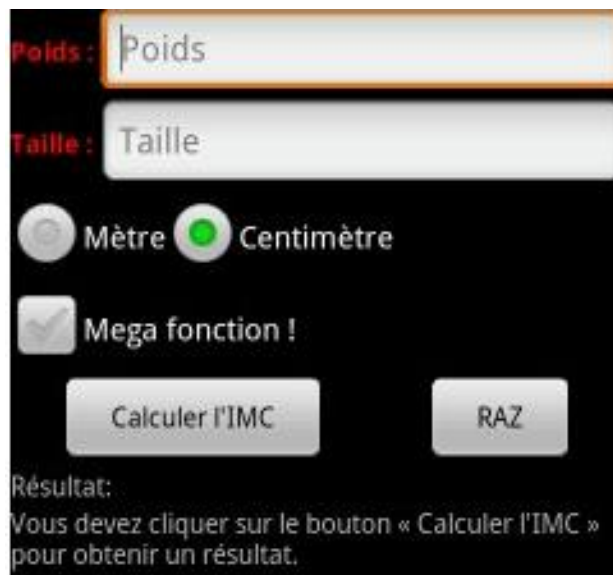 Poids : Poids
Taille : Taille
Mètre Centimètre
Mega fonction !
Calculer l'IMC RAZ
Résultat:
Vous devez cliquer sur le bouton « Calculer l'IMC »
pour obtenir un résultat.